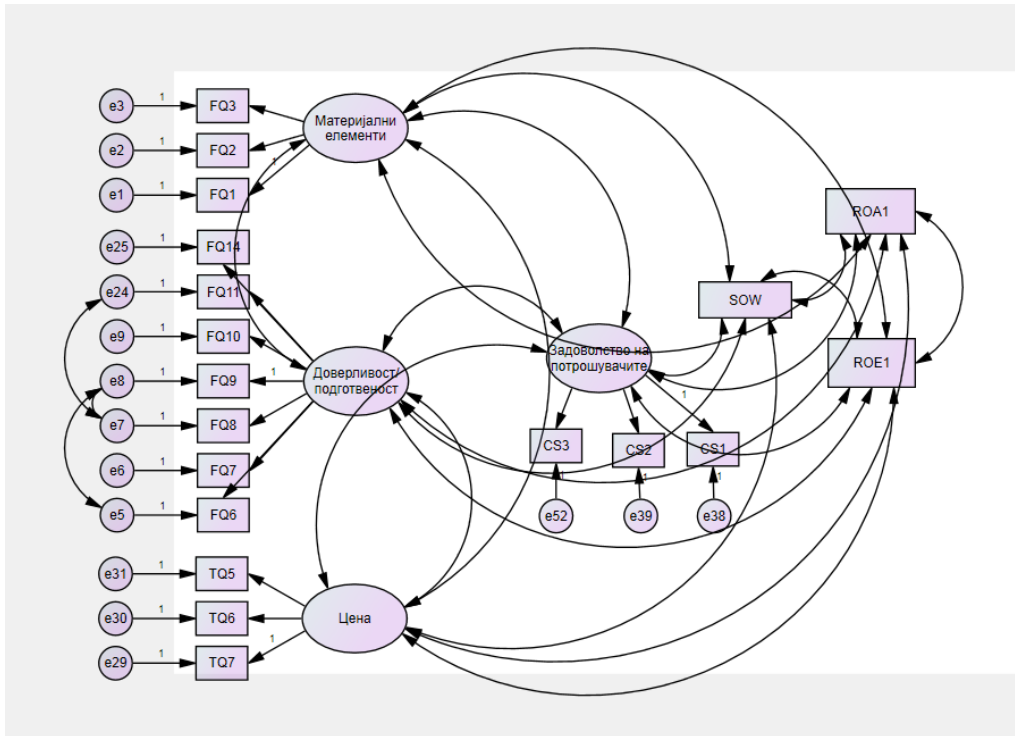 e3 1 FQ3
Материјални
елементи
e2 1 FQ2
1
e1 1 FQ1
ROA1
e25 1 FQ14
e24 1 FQ11
SOW
e9 1 FQ10
Задоволство на
потрошувачите
ROE1
e8 FQ9 1
Доверливост/
подготвеност
1
e7 1 FQ8
CS3 CS2 CS1
e6 1 FQ7
1 1 1
e5 1 FQ6
e52 e39 e38
e31 1 TQ5
e30 1 TQ6
Цена
1
e29 1 TQ7